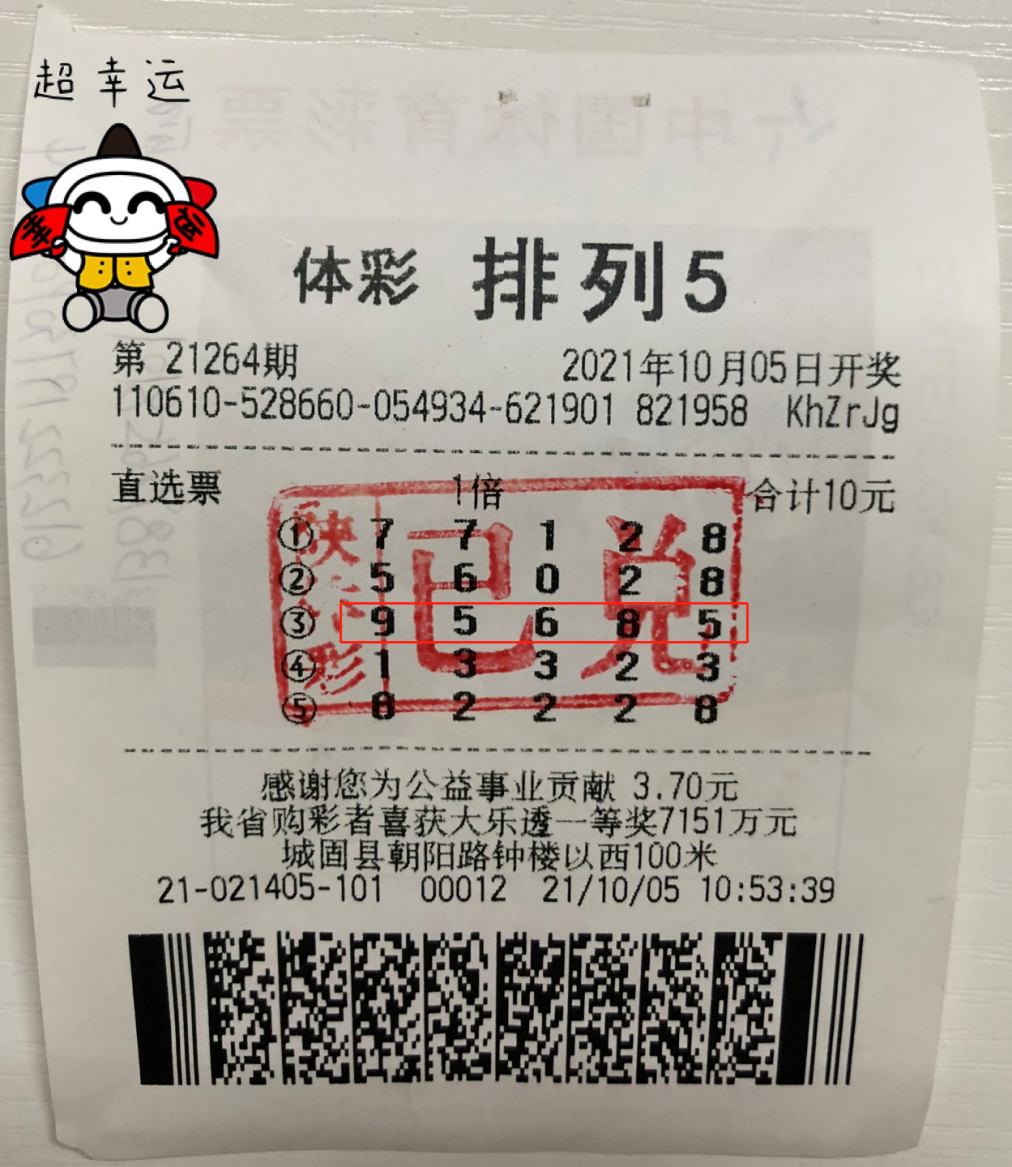 超幸运
幸 运
中国体育彩票
体彩 排列5
第 21264期 2021年10月05日开奖
110610-528660-054934-621901 821958 KhZrJg
直选票 1倍 合计10元
① 7 7 1 2 8
② 5 6 0 2 8
③ 9 5 6 8 5
④ 1 3 3 2 3
⑤ 8 2 2 2 8
陕体彩 已兑
感谢您为公益事业贡献 3.70元
我省购彩者喜获大乐透一等奖7151万元
城固县朝阳路钟楼以西100米
21-021405-101 00012 21/10/05 10:53:39